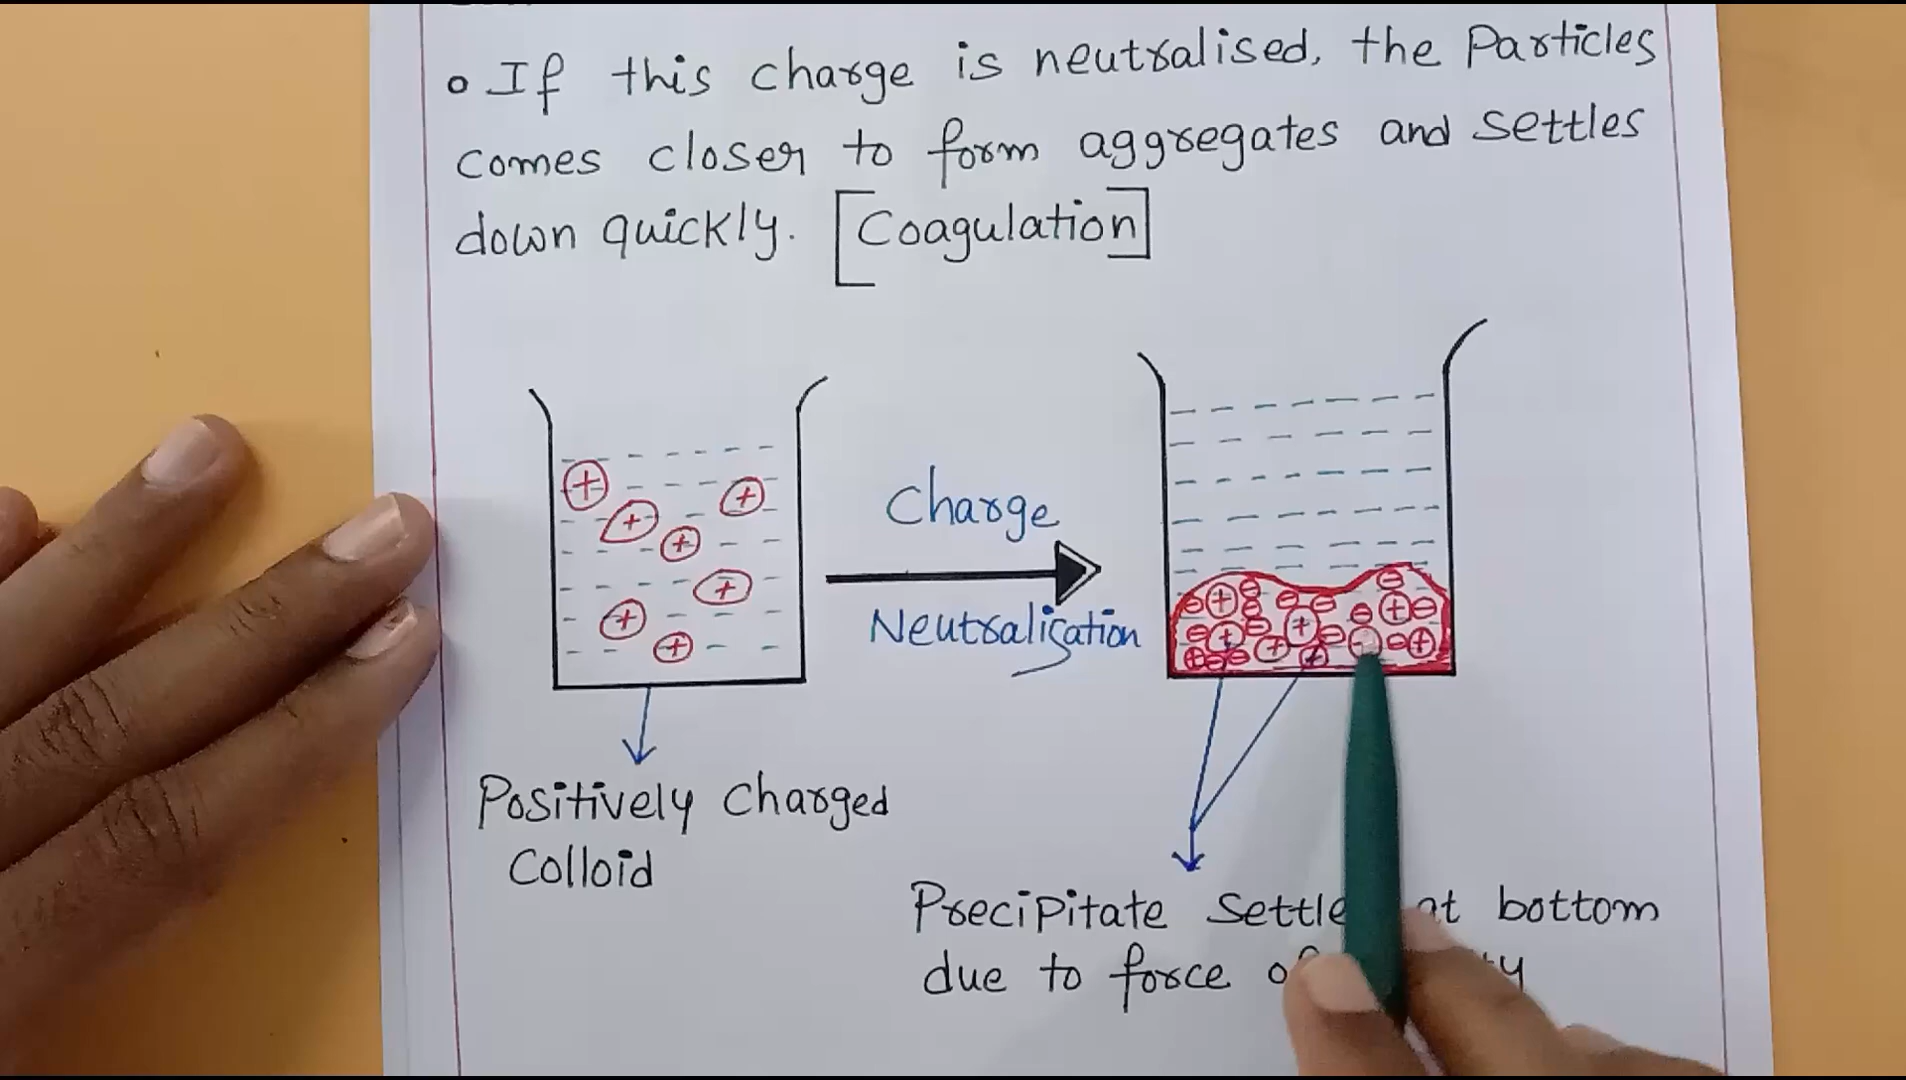 • If this charge is neutralised, the Particles
comes closer to form aggregates and settles
down quickly. [Coagulation]
Charge
Neutralisation
Positively Charged
Colloid
Precipitate at bottom
due to force